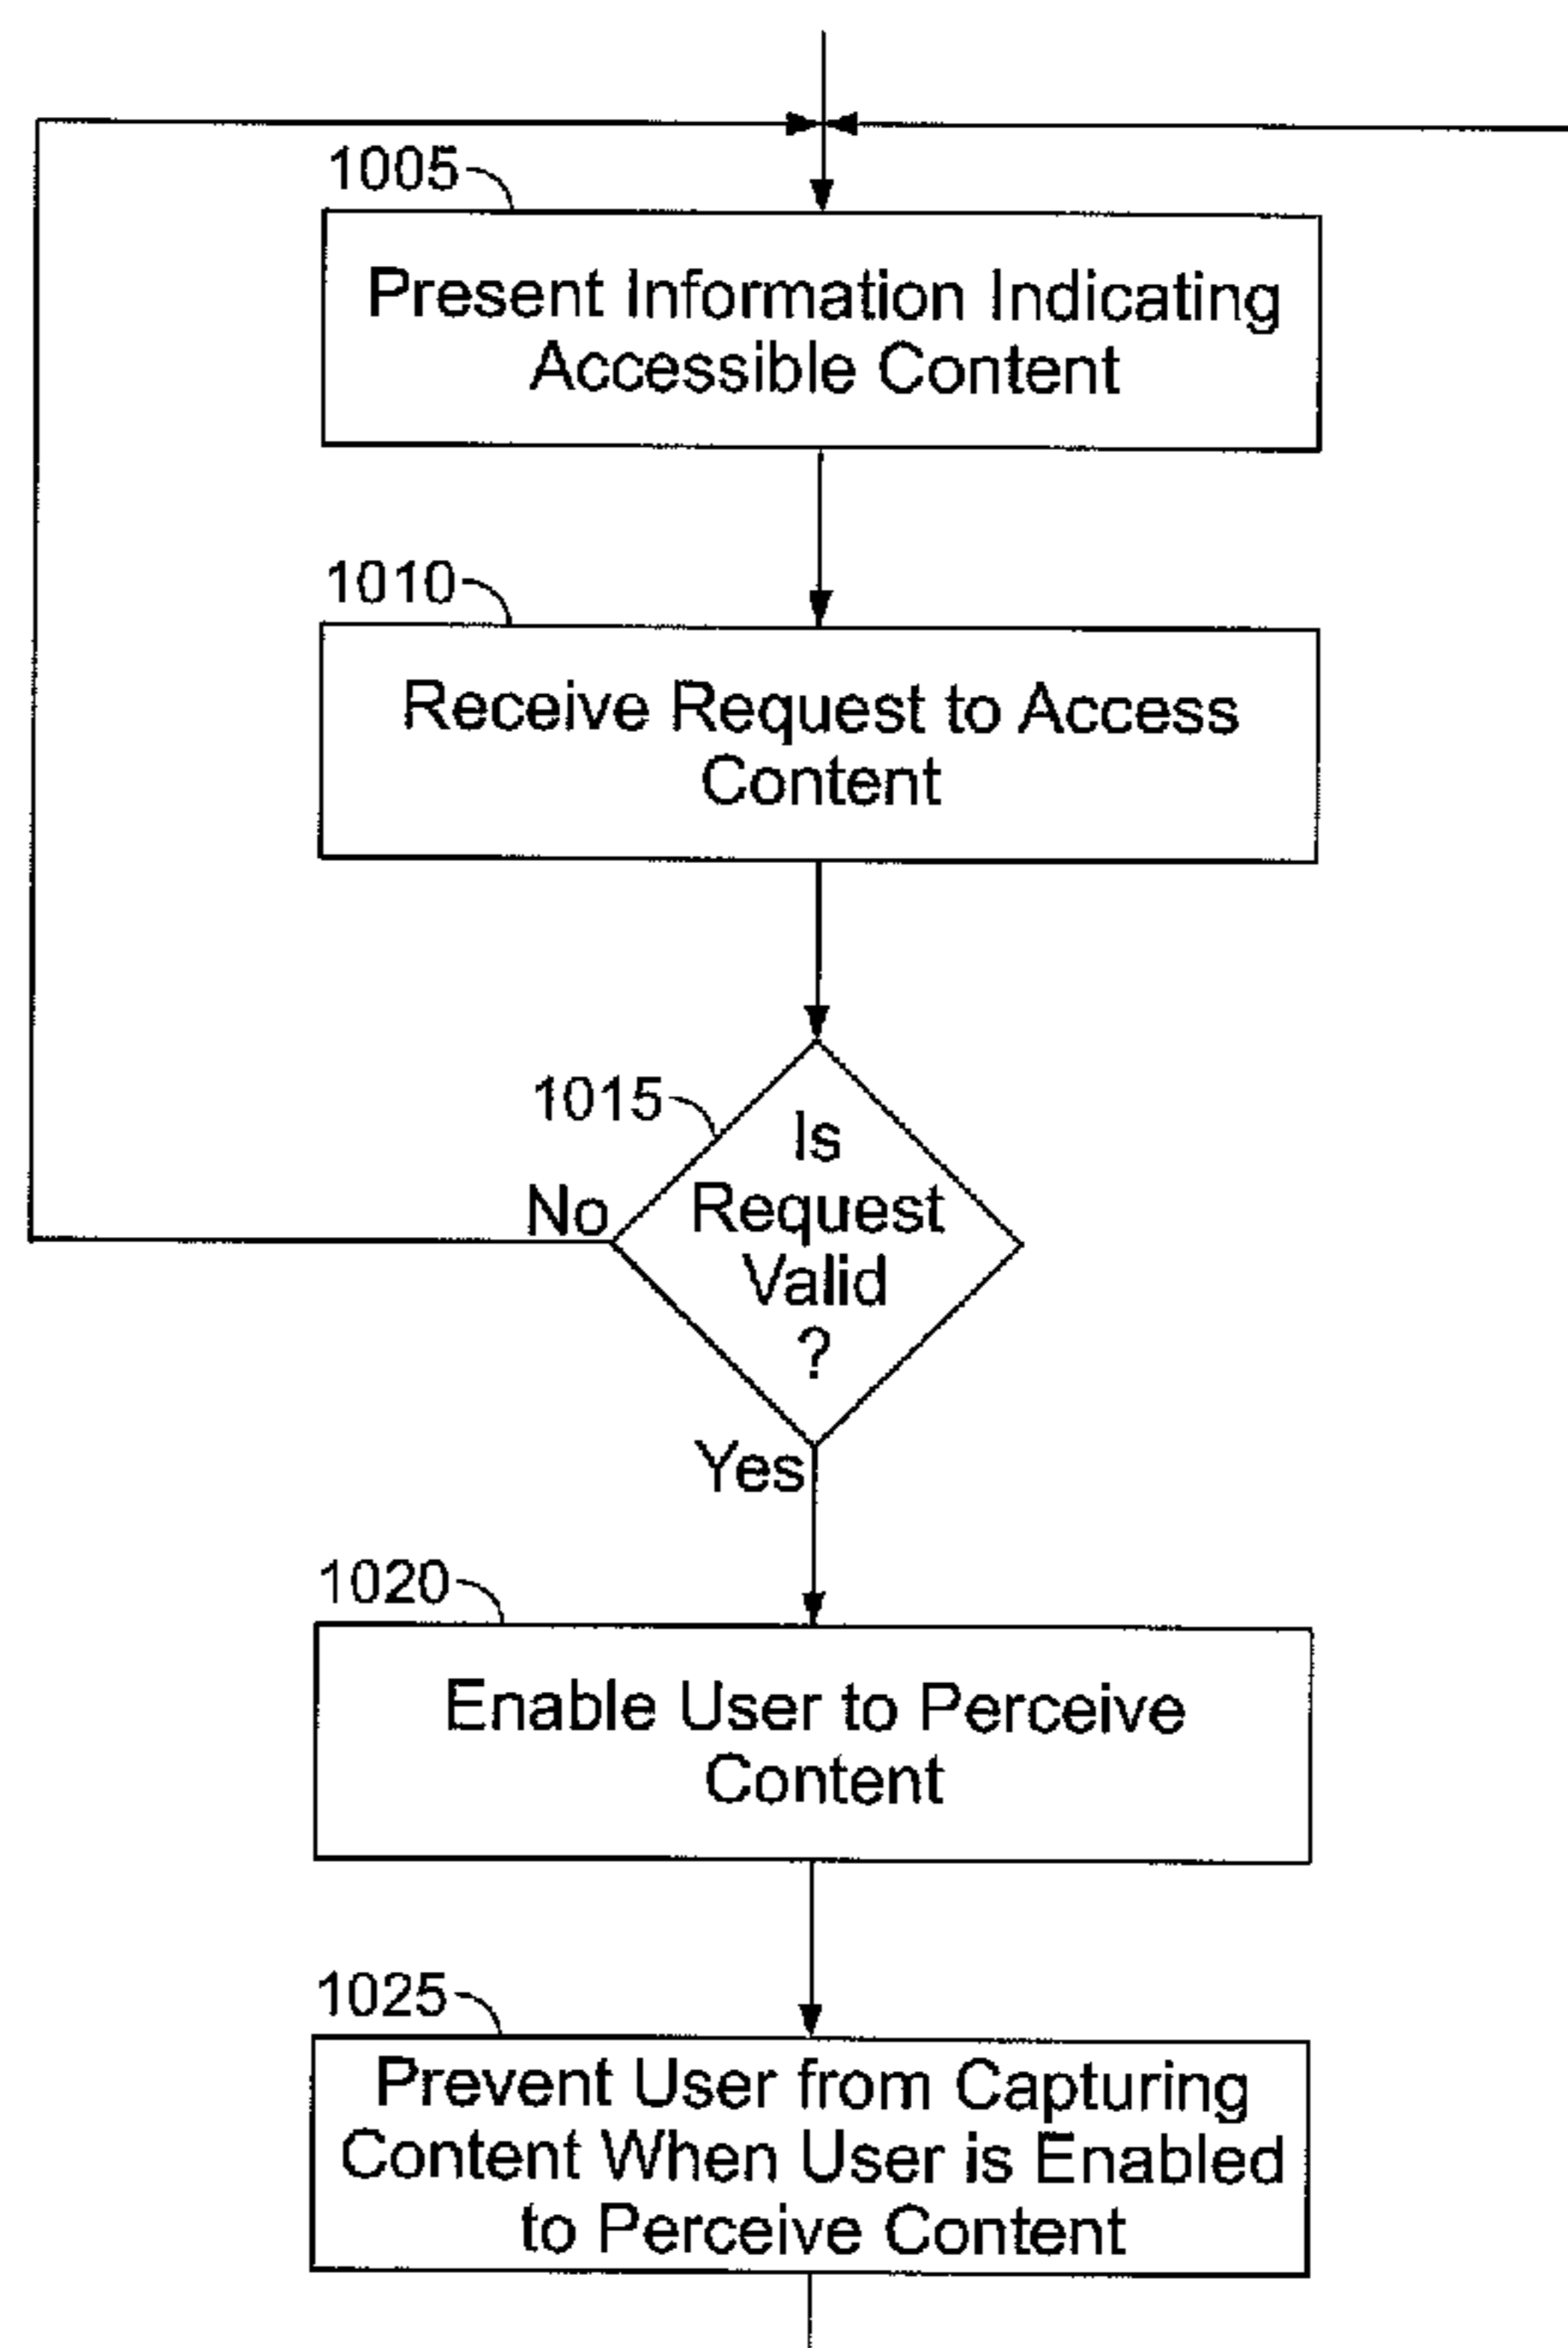 1005
Present Information Indicating
Accessible Content
1010
Receive Request to Access
Content
1015
Is
Request
Valid
?
No
Yes
1020
Enable User to Perceive
Content
1025
Prevent User from Capturing
Content When User is Enabled
to Perceive Content